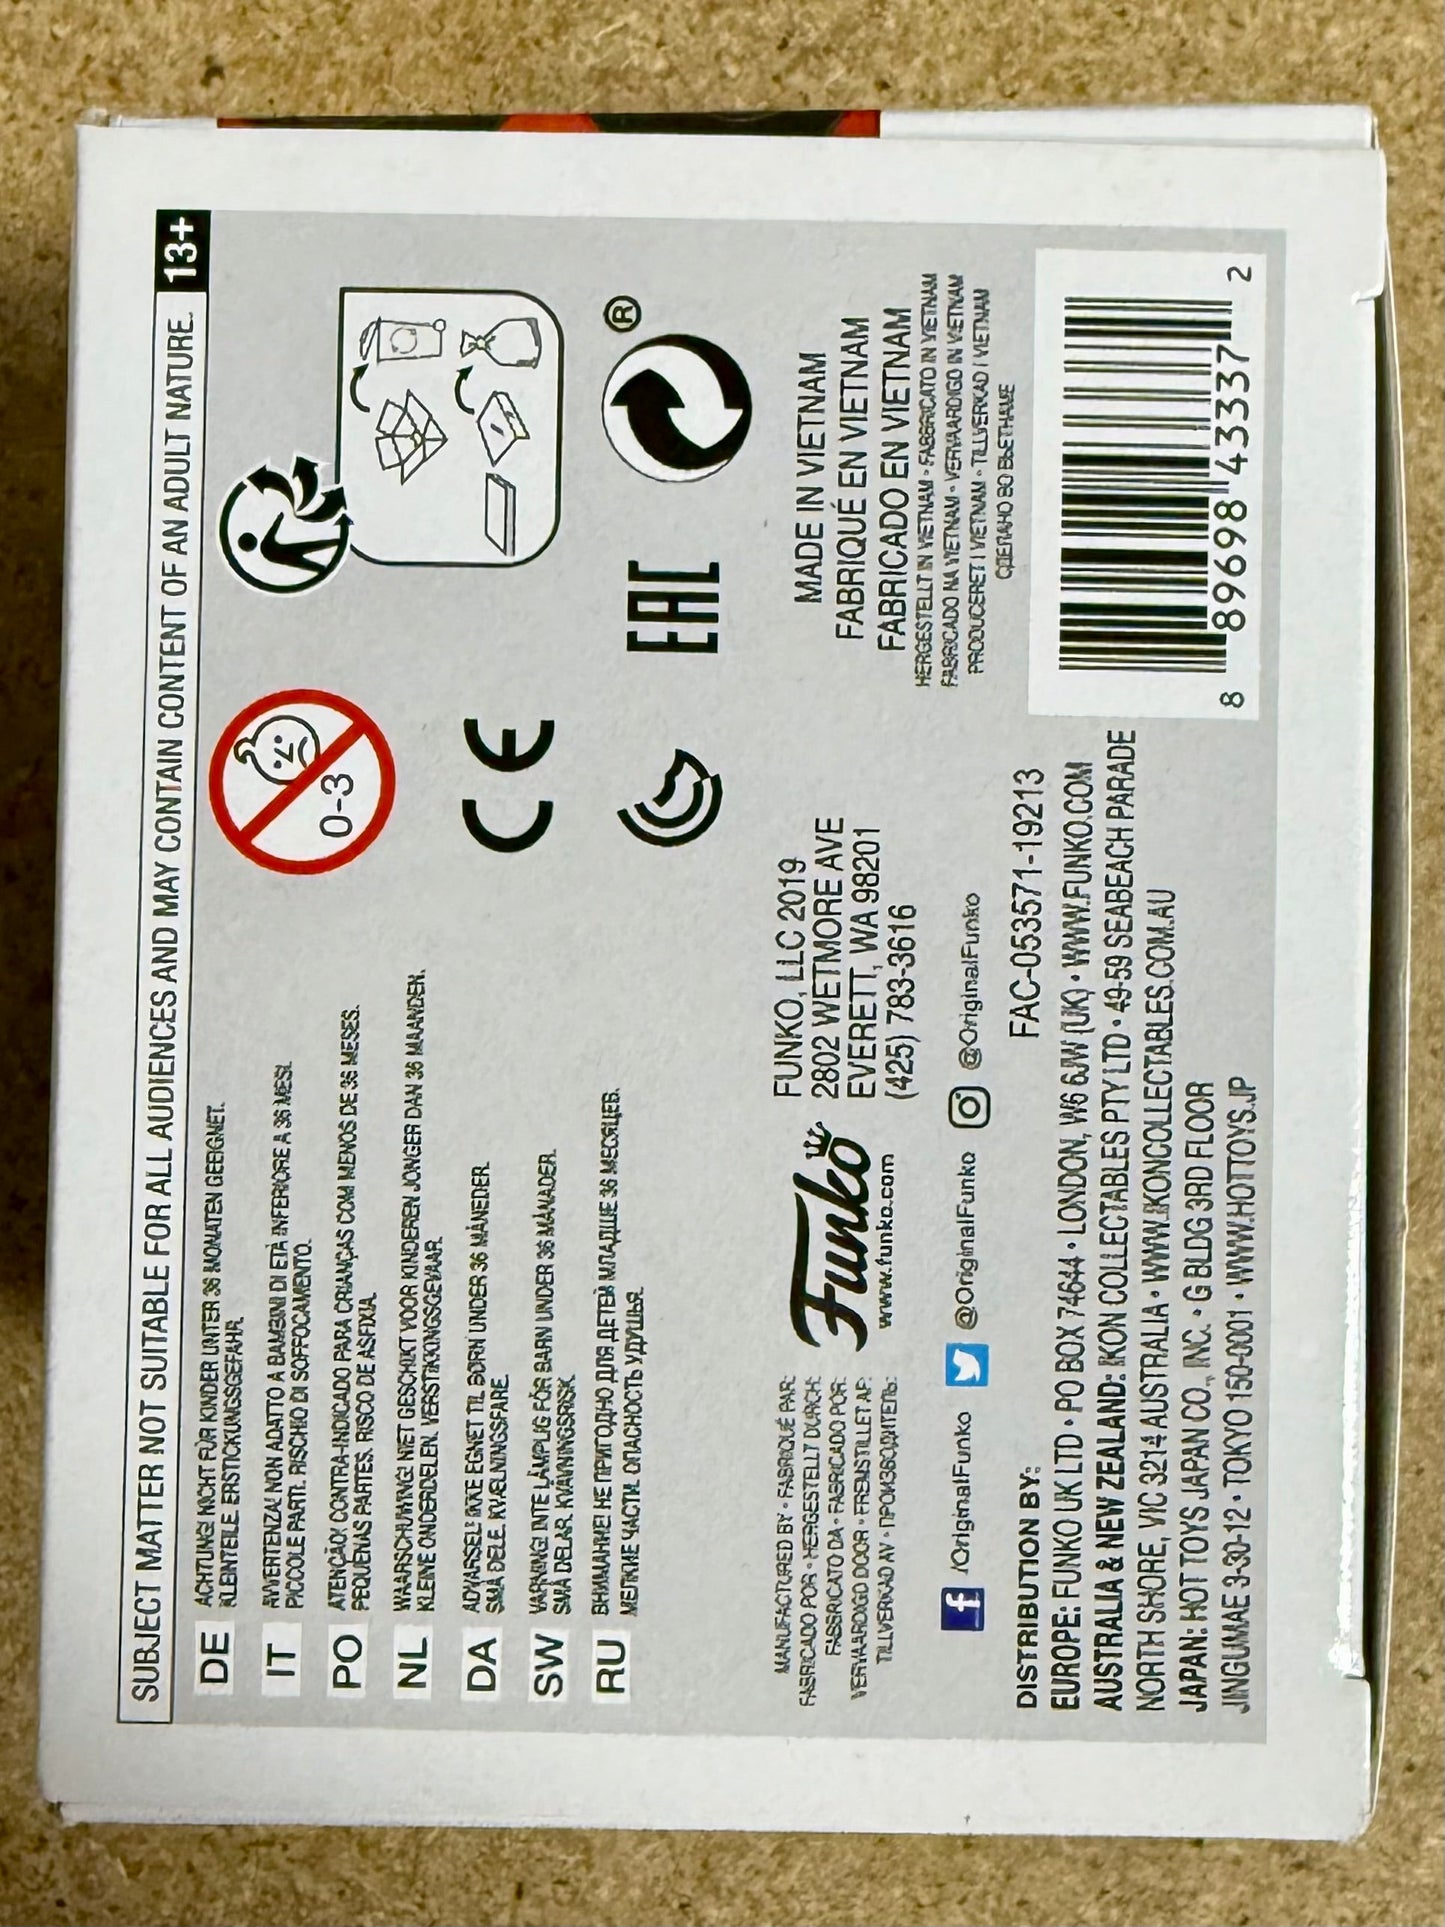 SUBJECT MATTER NOT SUITABLE FOR ALL AUDIENCES AND MAY CONTAIN CONTENT OF AN ADULT NATURE. 13+
DE ACHTUNG! NICHT FÜR KINDER UNTER 36 MONATEN GEEIGNET.
KLEINTEILE. ERSTICKUNGSGEFAHR.
IT AVVERTENZA! NON ADATTO A BAMBINI DI ETÀ INFERIORE A 36 MESI.
PICCOLE PARTI. RISCHIO DI SOFFOCAMENTO.
PO ATENÇÃO! CONTRA-INDICADO PARA CRIANÇAS COM MENOS DE 36 MESES.
PEQUENAS PARTES. RISCO DE ASFIXIA.
NL WAARSCHUWING! NIET GESCHIKT VOOR KINDEREN JONGER DAN 36 MAANDEN.
KLEINE ONDERDELEN. VERSTIKKINGSGEVAAR.
DA ADVARSEL! IKKE EGNET TIL BØRN UNDER 36 MÅNEDER.
SMÅ DELE. KVÆLNINGSFARE.
SW VARNING! INTE LÄMPLIG FÖR BARN UNDER 36 MÅNADER.
SMÅ DELAR. KVÄVNINGSRISK.
RU ВНИМАНИЕ! НЕ ПРИГОДНО ДЛЯ ДЕТЕЙ МЛАДШЕ 36 МЕСЯЦЕВ.
МЕЛКИЕ ЧАСТИ. ОПАСНОСТЬ УДУШЬЯ.
0-3
CE
EAC
®
MANUFACTURED BY • FABRIQUÉ PAR:
FABRICADO POR • HERGESTELLT DURCH:
FABBRICATO DA • FABRICADO POR:
VERVAARDIGD DOOR • FREMSTILLET AF:
TILLVERKAD AV • ПРОИЗВОДИТЕЛЬ:
Funko
www.funko.com
FUNKO, LLC 2019
2802 WETMORE AVE
EVERETT, WA 98201
(425) 783-3616
/OriginalFunko @OriginalFunko @OriginalFunko
MADE IN VIETNAM
FABRIQUÉ EN VIETNAM
FABRICADO EN VIETNAM
HERGESTELLT IN VIETNAM • FABBRICATO IN VIETNAM
FABRICADO NA VIETNAM • VERVAARDIGD IN VIETNAM
PRODUCERET I VIETNAM • TILLVERKAD I VIETNAM
СДЕЛАНО ВО ВЬЕТНАМЕ
FAC-053571-19213
DISTRIBUTION BY:
EUROPE: FUNKO UK LTD • PO BOX 74644 • LONDON, W6 6JW (UK) • WWW.FUNKO.COM
AUSTRALIA & NEW ZEALAND: IKON COLLECTABLES PTY LTD • 49-59 SEABEACH PARADE
NORTH SHORE, VIC 3214 AUSTRALIA • WWW.IKONCOLLECTABLES.COM.AU
JAPAN: HOT TOYS JAPAN CO., INC. • G BLDG 3RD FLOOR
JINGUMAE 3-30-12 • TOKYO 150-0001 • WWW.HOTTOYS.JP
8 89698 43337 2